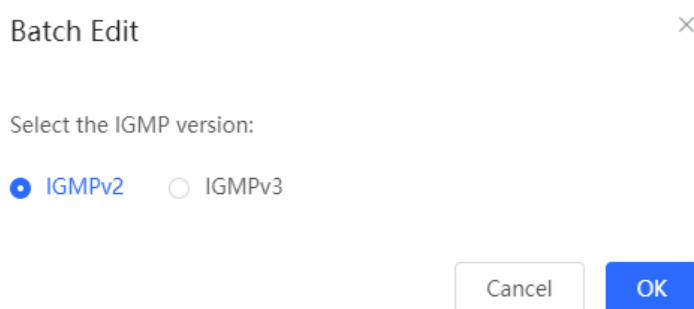 Batch Edit
Select the IGMP version:
IGMPv2 IGMPv3
Cancel OK